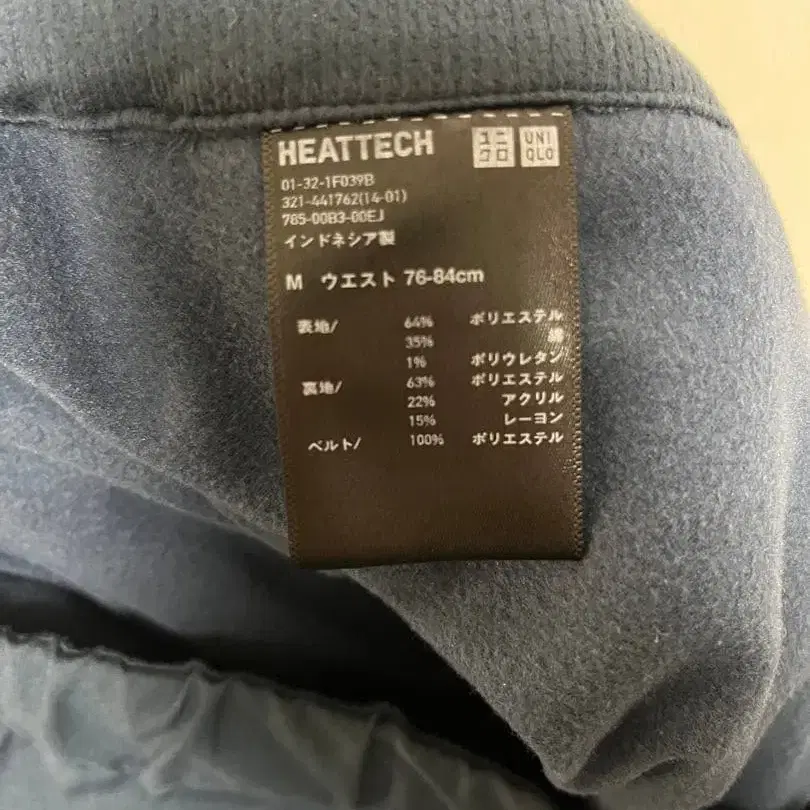 HEATTECH ユニクロ UNIQLO
01-32-1F039B
321-441762(14-01)
785-00B3-00EJ
インドネシア製
M ウエスト 76-84cm
表地/ 64% ポリエステル
35% 綿
1% ポリウレタン
裏地/ 63% ポリエステル
22% アクリル
15% レーヨン
ベルト/ 100% ポリエステル